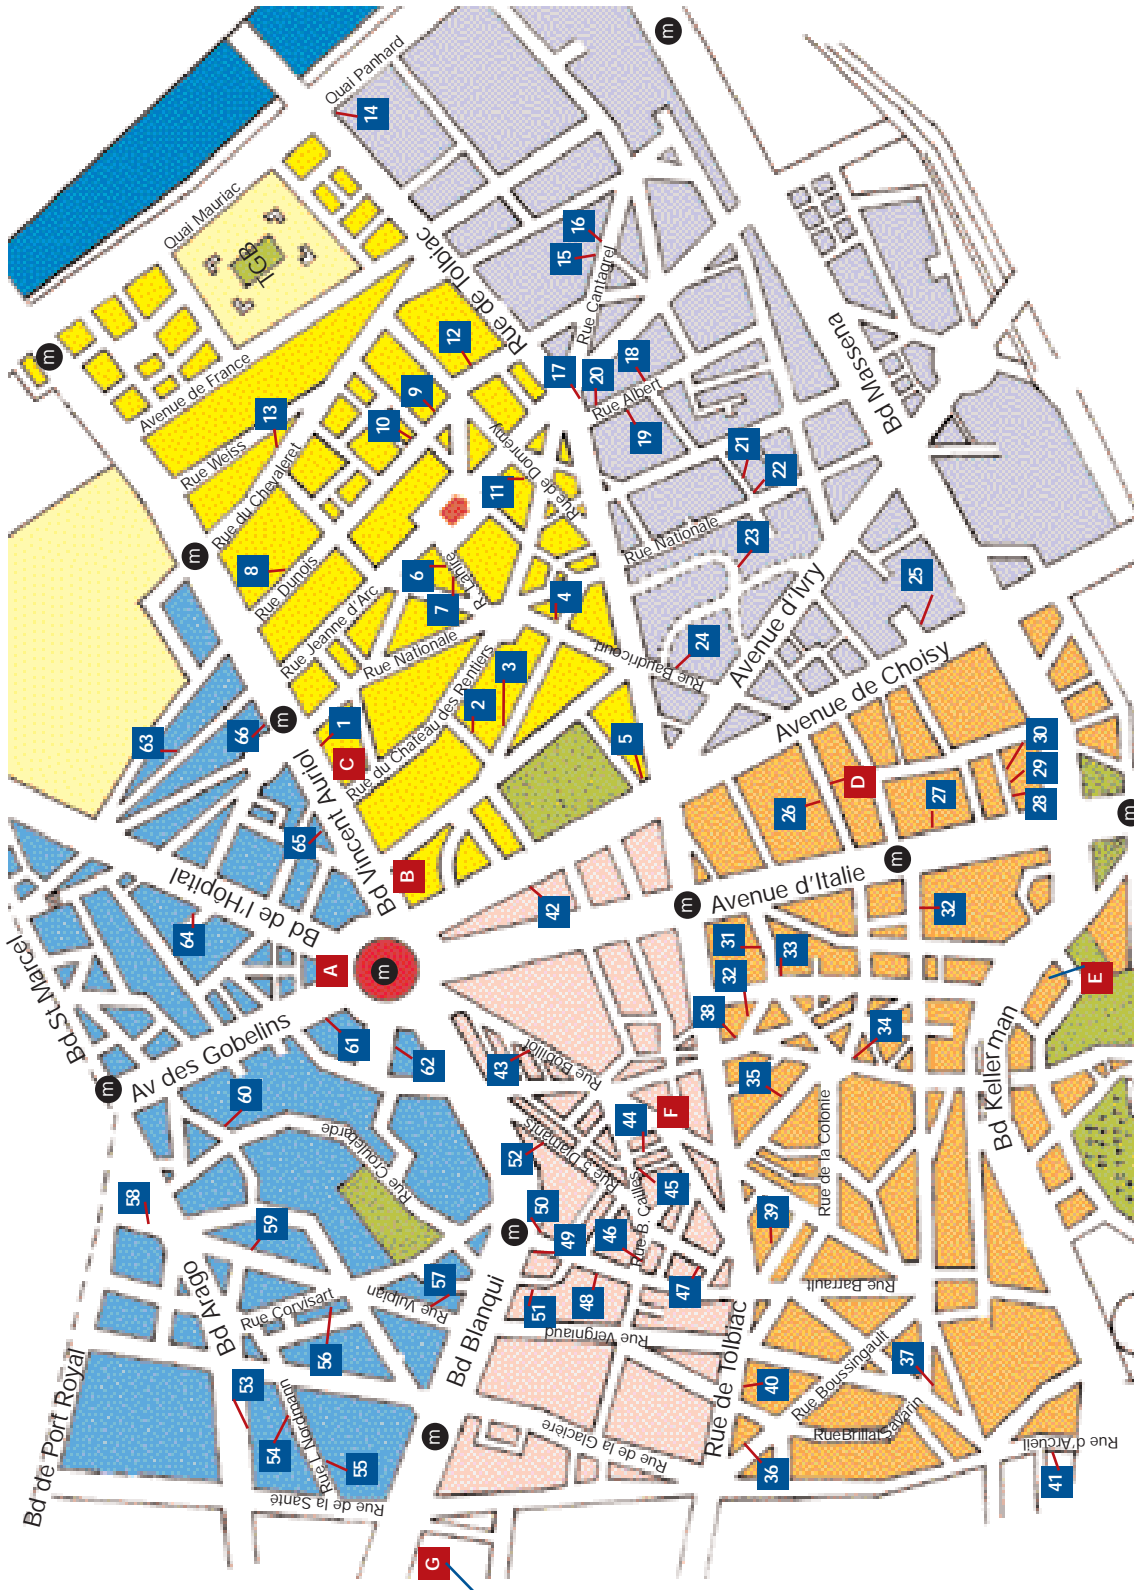 m
Quai Panhard
14
Quai Mauriac
T G B
Rue de Tolbiac
16
15
Rue Cantagrel
m
Avenue de France
12
17
20
18
Rue Albert
19
Bd Massena
13
Rue Weiss
Rue du Chevaleret
9
10
Rue de Domrémy
11
21
22
m
8
Rue Dunois
6
7
R. Lahire
Rue Nationale
23
Rue Jeanne d'Arc
Rue Nationale
4
24
Rue Baudricourt
Avenue d'Ivry
25
63
66
m
1
C
2
3
Rue du Chateau des Rentiers
5
Avenue de Choisy
65
Bd Vincent Auriol
B
26
D
27
30
29
28
m
Bd de l'Hôpital
64
42
m
m
Avenue d'Italie
32
Bd St Marcel
A
m
31
33
32
38
E
Av des Gobelins
61
62
43
Rue Bobillot
34
m
60
35
Bd Kellerman
Rue Croulebarde
52
Rue 5 Diamants
44
F
45
Rue de la Colonie
58
59
m
50
49
46
Rue B. Cailles
39
Bd Arago
Rue Corvisart
Rue Vulpian
57
51
48
47
Rue Barrault
56
Bd Blanqui
Rue Vergniaud
Rue de Tolbiac
Rue Boussingault
37
Bd de Port Royal
53
54
Rue L. Nordmann
55
Rue de la Santé
m
Rue de la Glacière
40
36
Rue Brillat Savarin
Rue d'Arcueil
41
G